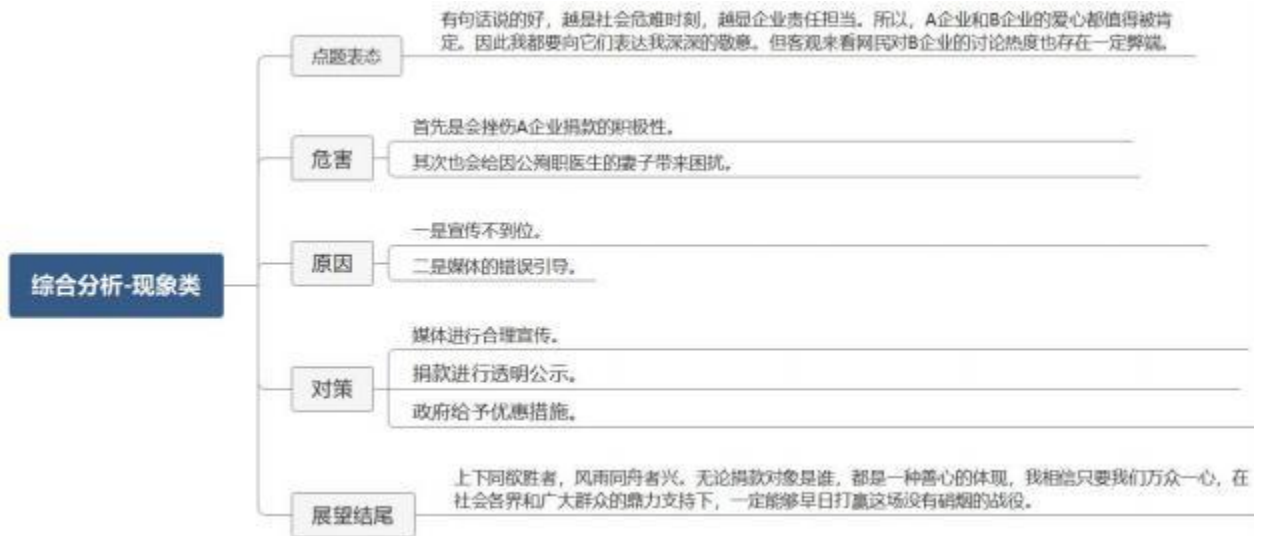 有句话说的好，越是社会危难时刻，越显企业责任担当。所以，A企业和B企业的爱心都值得被肯
定。因此我都要向它们表达我深深的敬意。但客观来看网民对B企业的讨论热度也存在一定弊端。
点题表态
首先是会挫伤A企业捐款的积极性。
危害
其次也会给因公殉职医生的妻子带来困扰。
一是宣传不到位。
原因
二是媒体的错误引导。
综合分析-现象类
媒体进行合理宣传。
捐款进行透明公示。
对策
政府给予优惠措施。
上下同欲胜者，风雨同舟者兴。无论捐款对象是谁，都是一种善心的体现，我相信只要我们万众一心，在
社会各界和广大群众的鼎力支持下，一定能够早日打赢这场没有硝烟的战役。
展望结尾